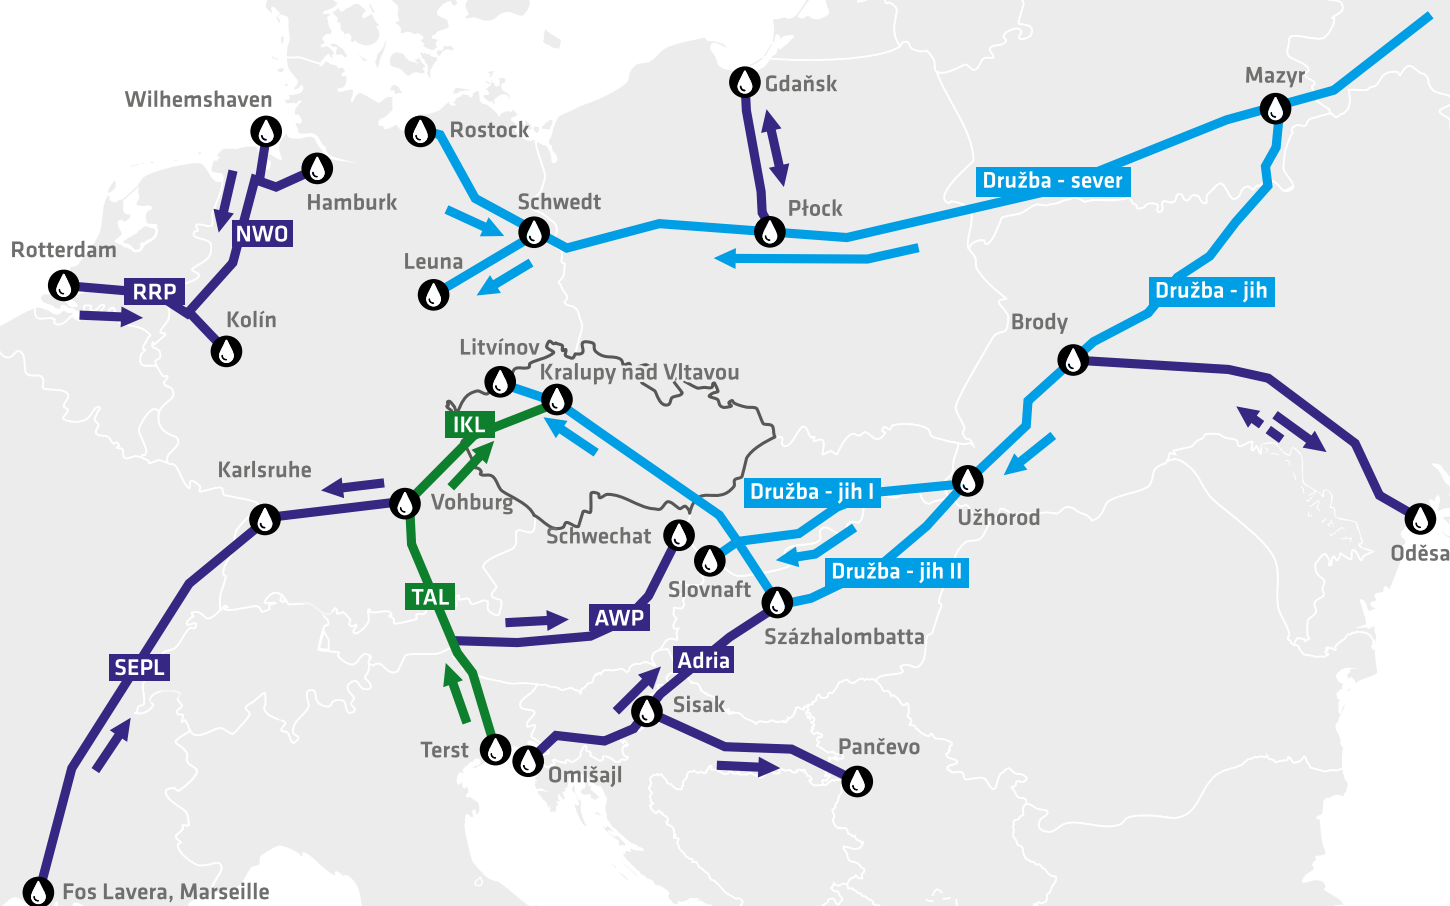 Gdaňsk
Mazyr
Wilhemshaven
Rostock
Družba - sever
Hamburk
Schwedt
Płock
NWO
Rotterdam
Leuna
RRP
Družba - jih
Kolín
Brody
Litvínov
Kralupy nad Vltavou
IKL
Karlsruhe
Vohburg
Družba - jih I
Užhorod
Schwechat
Oděsa
Slovnaft
Družba - jih II
TAL
AWP
Százhalombatta
SEPL
Adria
Sisak
Terst
Omišajl
Pančevo
Fos Lavera, Marseille